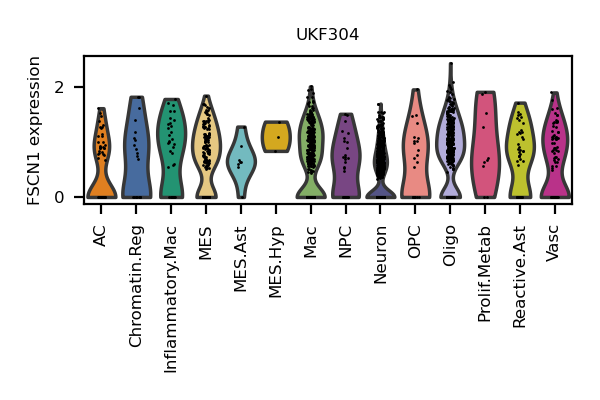 UKF304
FSCN1 expression
2
0
AC
Chromatin.Reg
Inflammatory.Mac
MES
MES.Ast
MES.Hyp
Mac
NPC
Neuron
OPC
Oligo
Prolif.Metab
Reactive.Ast
Vasc